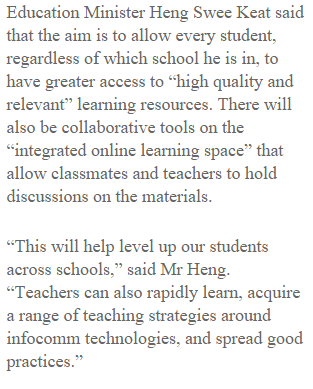 Education Minister Heng Swee Keat said
that the aim is to allow every student,
regardless of which school he is in, to
have greater access to “high quality and
relevant” learning resources. There will
also be collaborative tools on the
“integrated online learning space” that
allow classmates and teachers to hold
discussions on the materials.
“This will help level up our students
across schools,” said Mr Heng.
“Teachers can also rapidly learn, acquire
a range of teaching strategies around
infocomm technologies, and spread good
practices.”